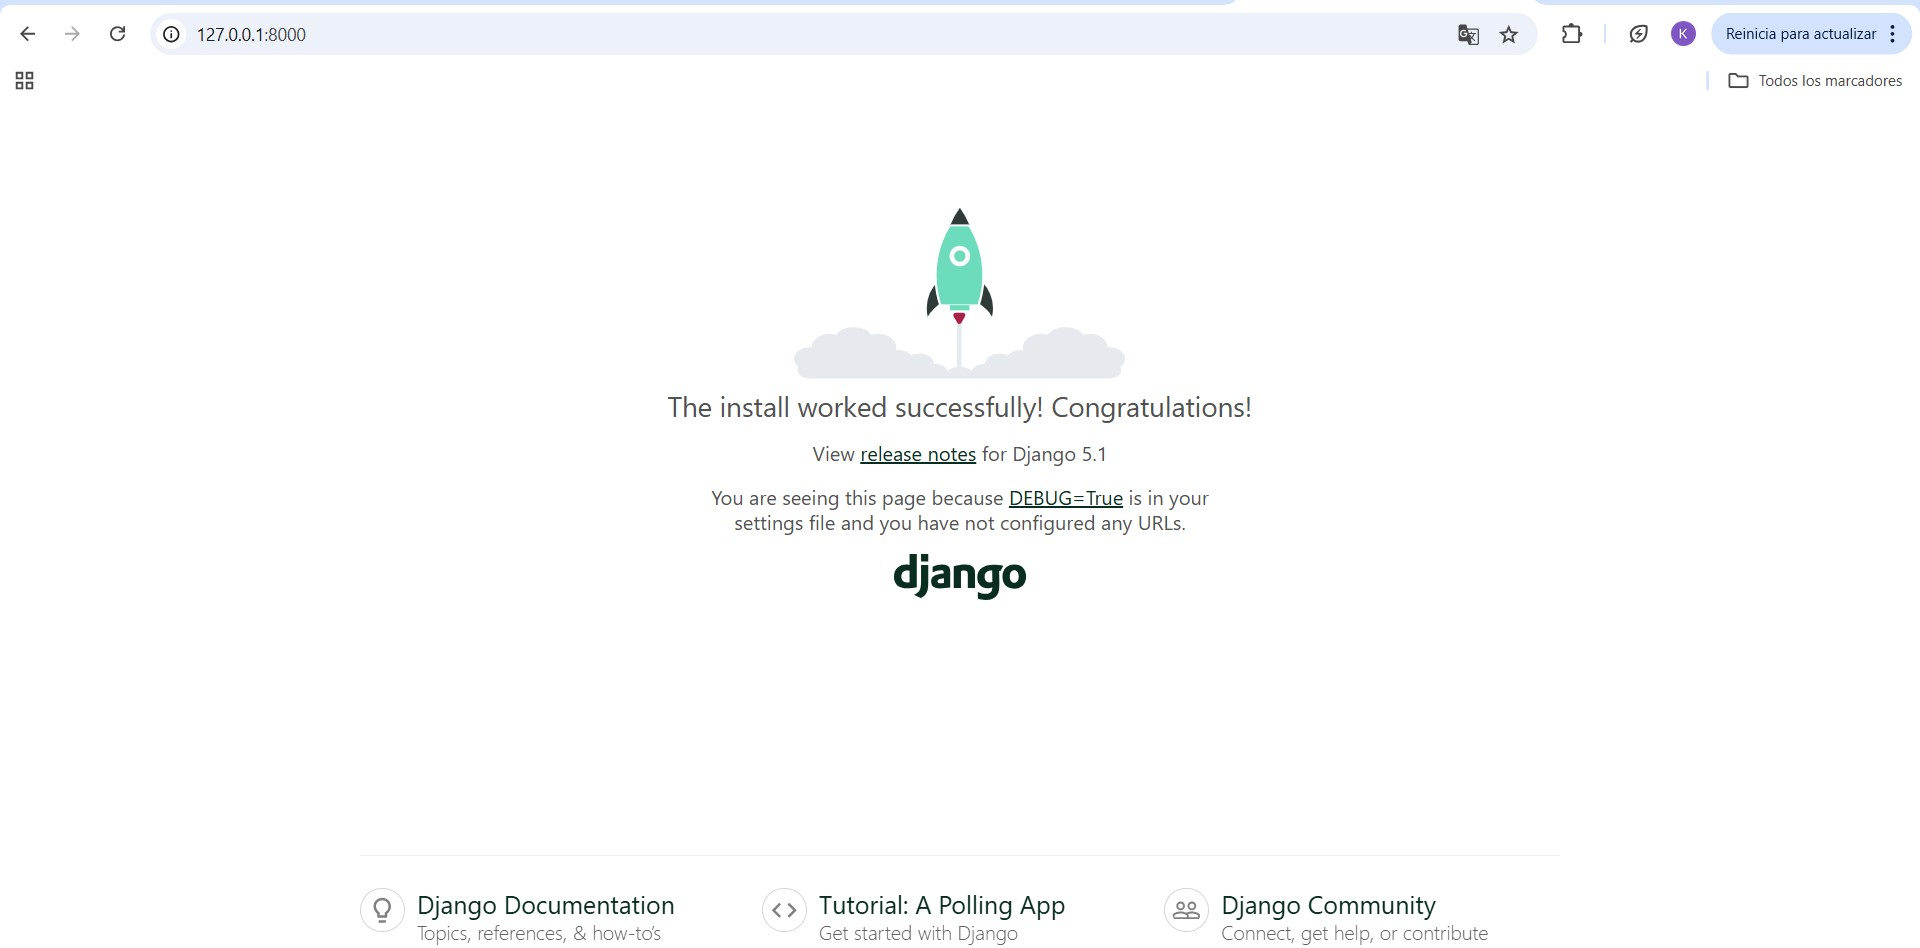 127.0.0.1:8000
K
Reinicia para actualizar
Todos los marcadores
The install worked successfully! Congratulations!
View release notes for Django 5.1
You are seeing this page because DEBUG=True is in your
settings file and you have not configured any URLs.
django
Django Documentation
Topics, references, & how-to’s
Tutorial: A Polling App
Get started with Django
Django Community
Connect, get help, or contribute